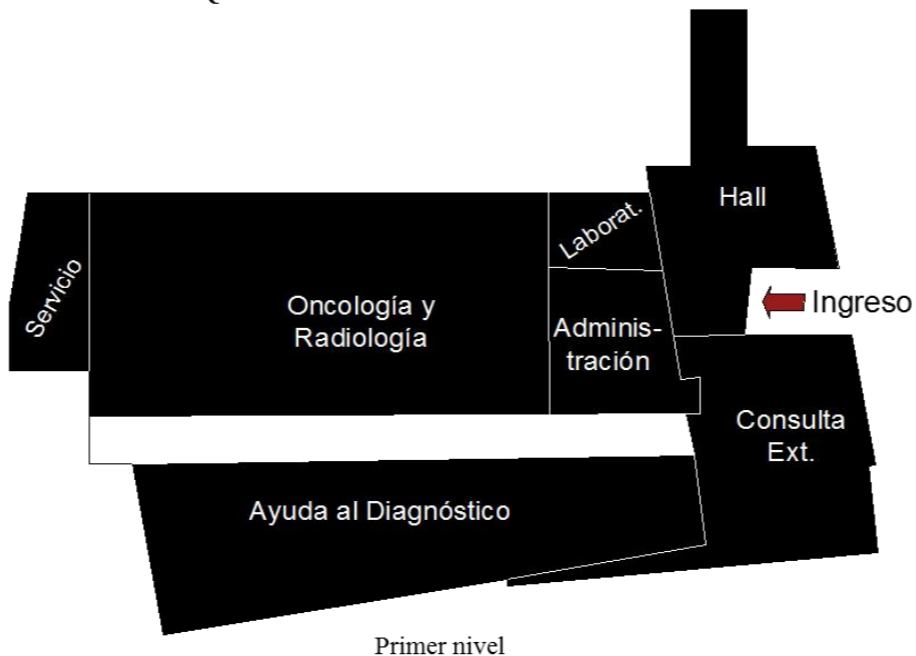 Hall
Laborat.
Servicio
Ingreso
Oncología y
Radiología
Adminis-
tración
Consulta
Ext.
Ayuda al Diagnóstico
Primer nivel